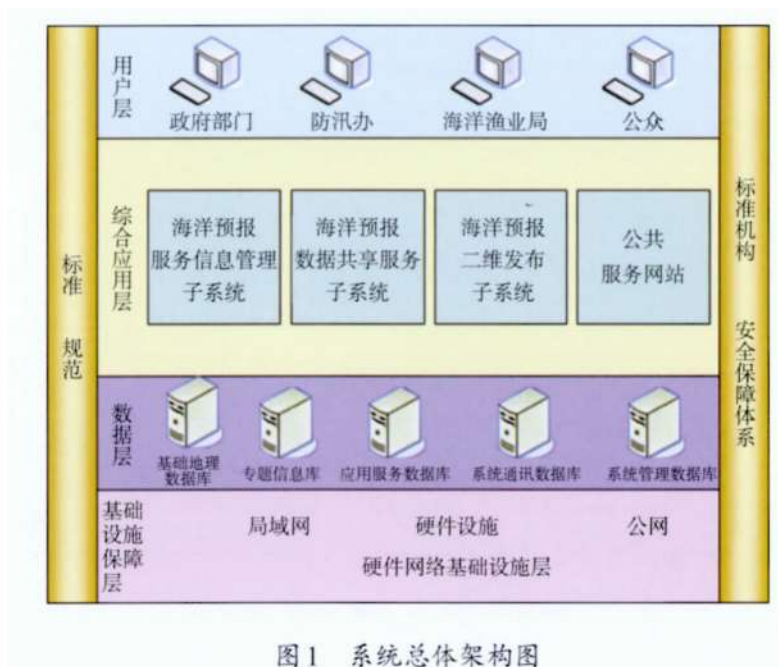 用户层
政府部门 防汛办 海洋渔业局 公众
综合应用层
海洋预报
服务信息管理
子系统
海洋预报
数据共享服务
子系统
海洋预报
二维发布
子系统
公共
服务网站
数据层
基础地理
数据库
专题信息库 应用服务数据库 系统通讯数据库 系统管理数据库
基础
设施
保障
层
局域网 硬件设施 公网
硬件网络基础设施层
标准 规范
标准机构 安全保障体系
图1 系统总体架构图